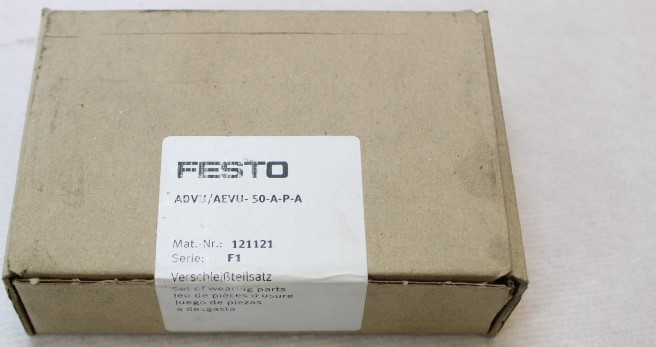 FESTO
ADVU/AEVU- 50-A-P-A
Mat.-Nr.: 121121
Serie: F1
Verschleißteilsatz
Set of wearing parts
Jeu de pièces d'usure
Juego de piezas
a desgasta